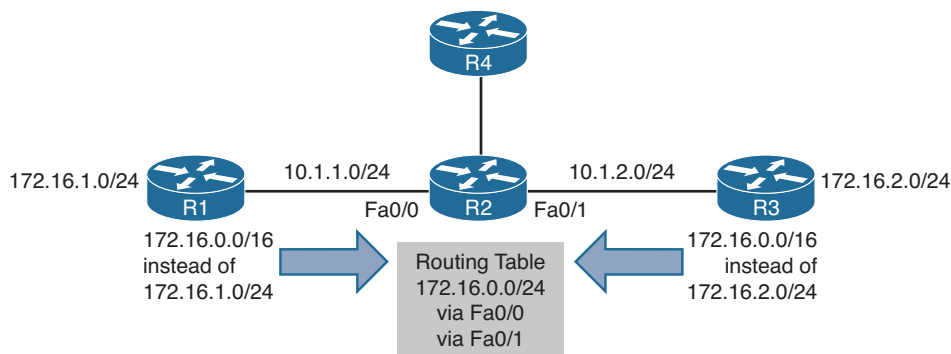 R4
172.16.1.0/24
R1
10.1.1.0/24
Fa0/0
R2
Fa0/1
10.1.2.0/24
R3
172.16.2.0/24
172.16.0.0/16
instead of
172.16.1.0/24
Routing Table
172.16.0.0/24
via Fa0/0
via Fa0/1
172.16.0.0/16
instead of
172.16.2.0/24